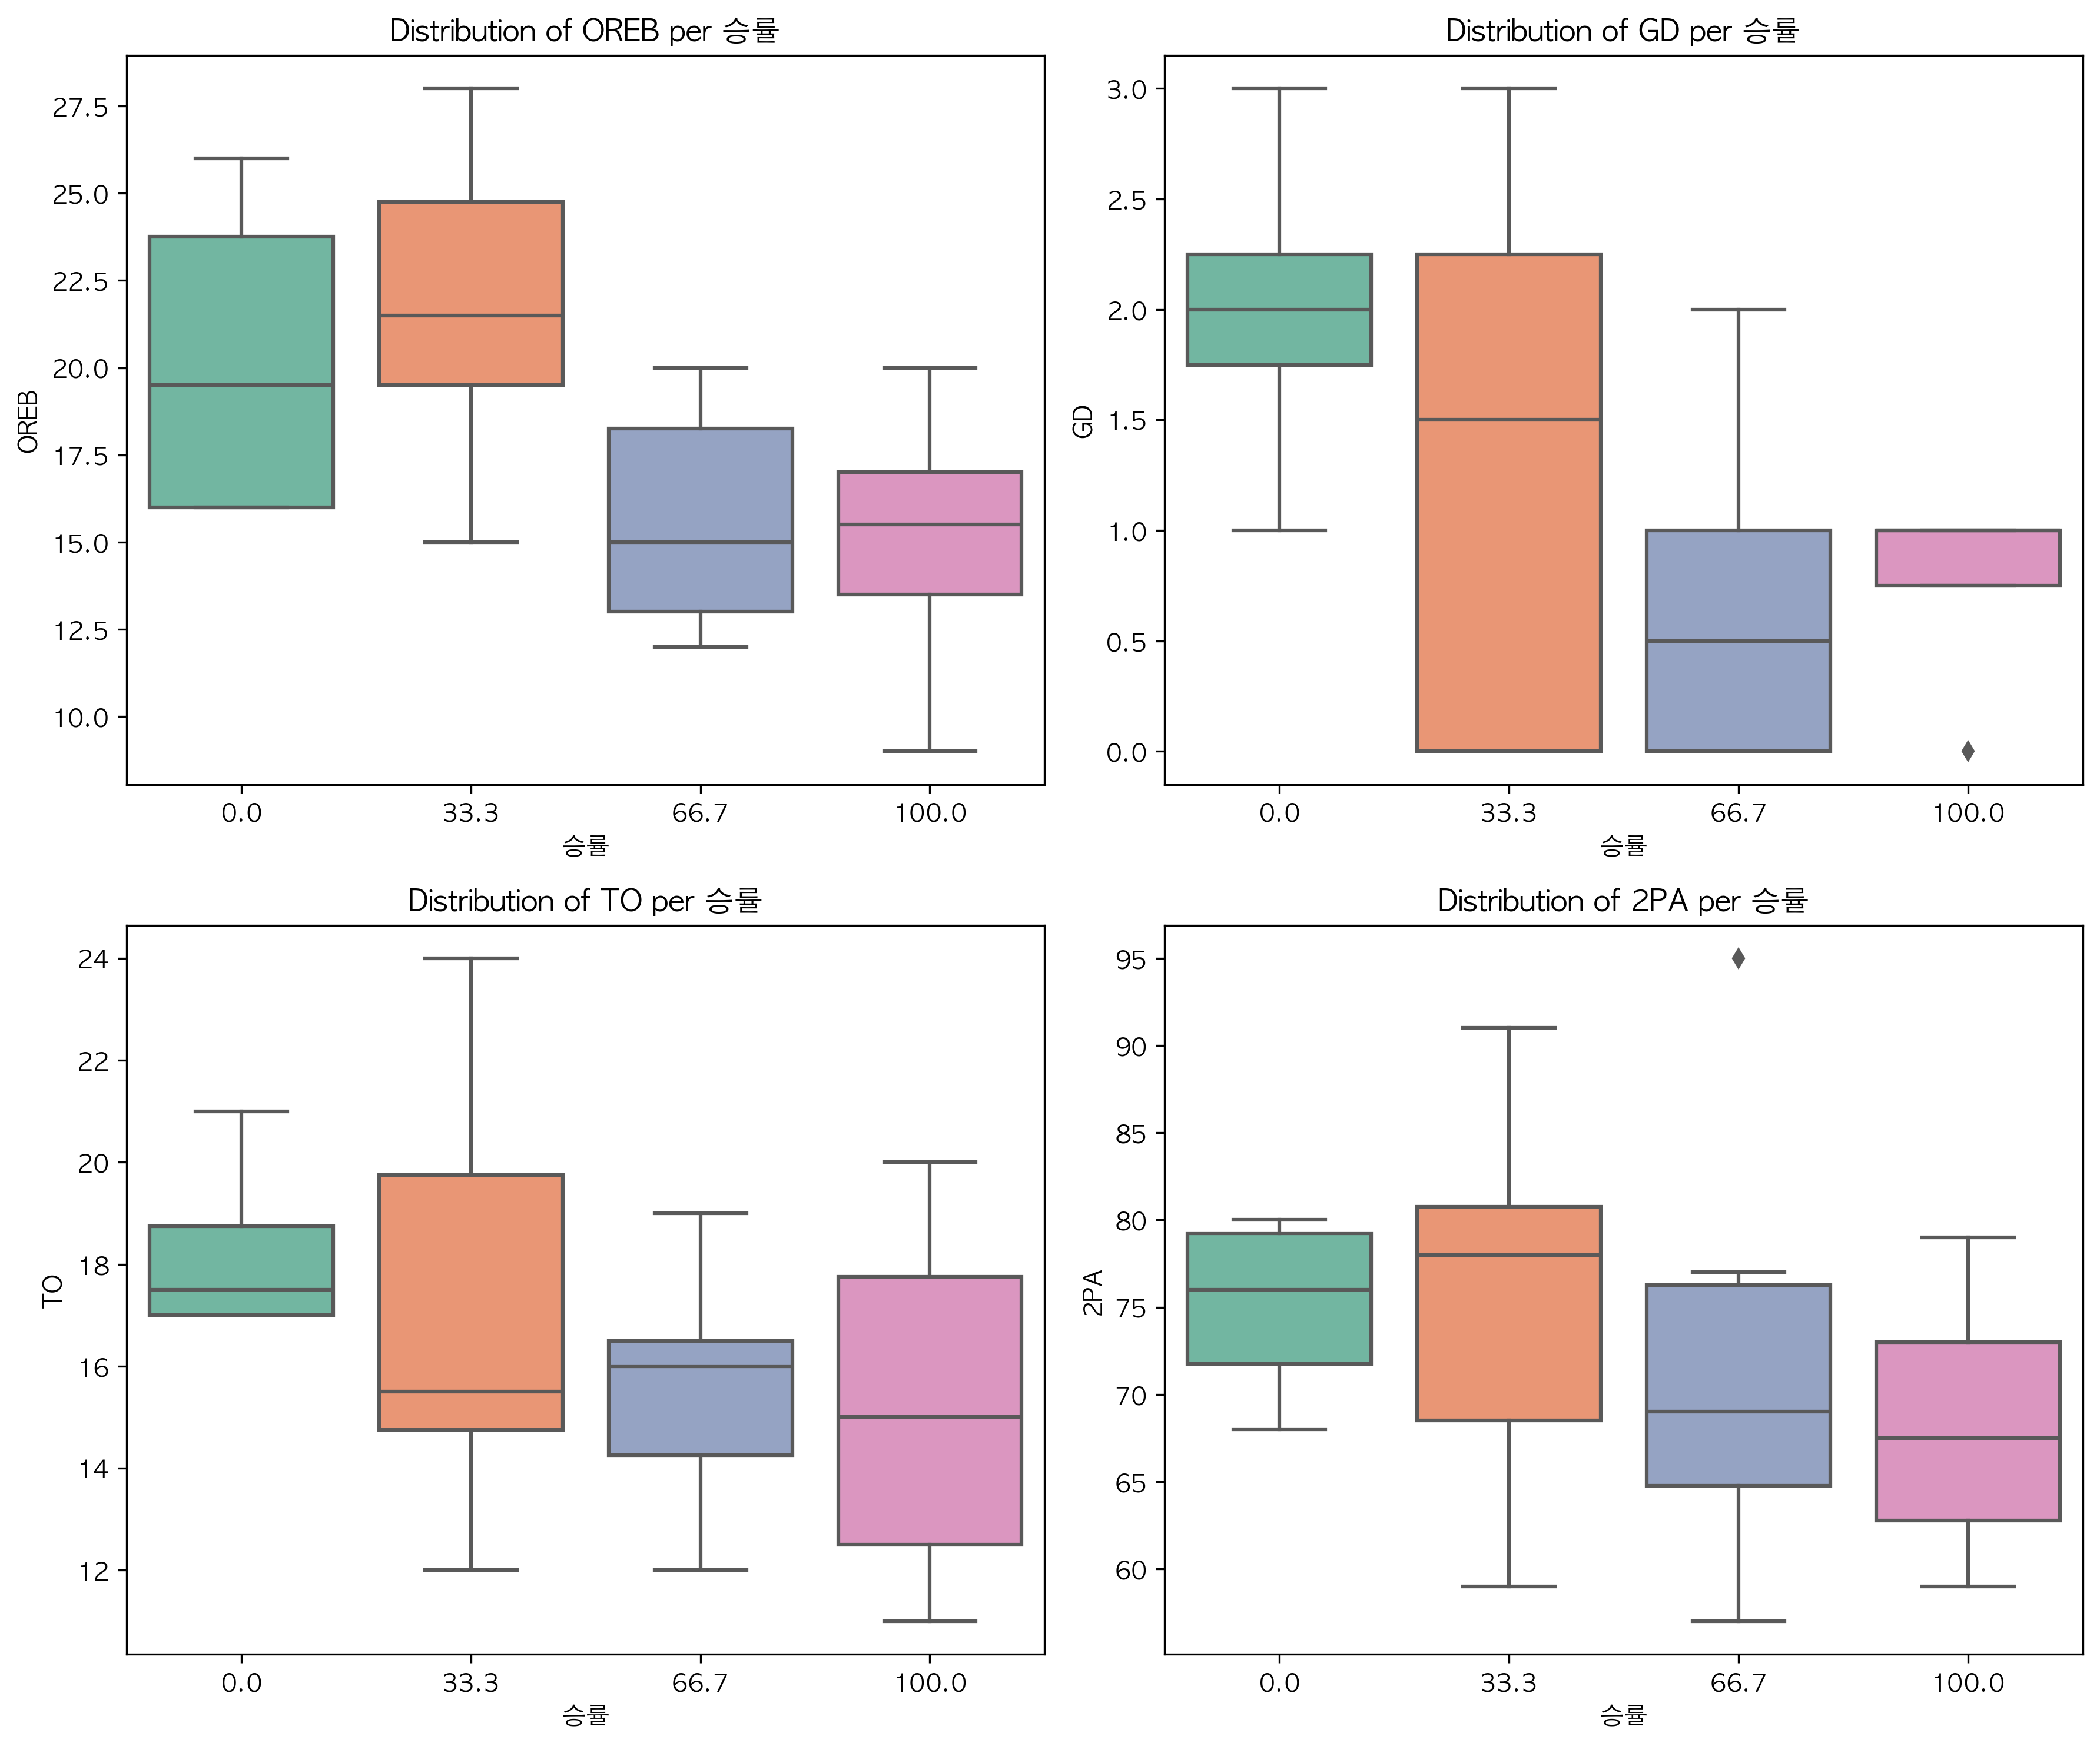 Distribution of OREB per 승률
OREB
27.5
25.0
22.5
20.0
17.5
15.0
12.5
10.0
0.0 33.3 66.7 100.0
승률
Distribution of GD per 승률
GD
3.0
2.5
2.0
1.5
1.0
0.5
0.0
0.0 33.3 66.7 100.0
승률
Distribution of TO per 승률
TO
24
22
20
18
16
14
12
0.0 33.3 66.7 100.0
승률
Distribution of 2PA per 승률
2PA
95
90
85
80
75
70
65
60
0.0 33.3 66.7 100.0
승률